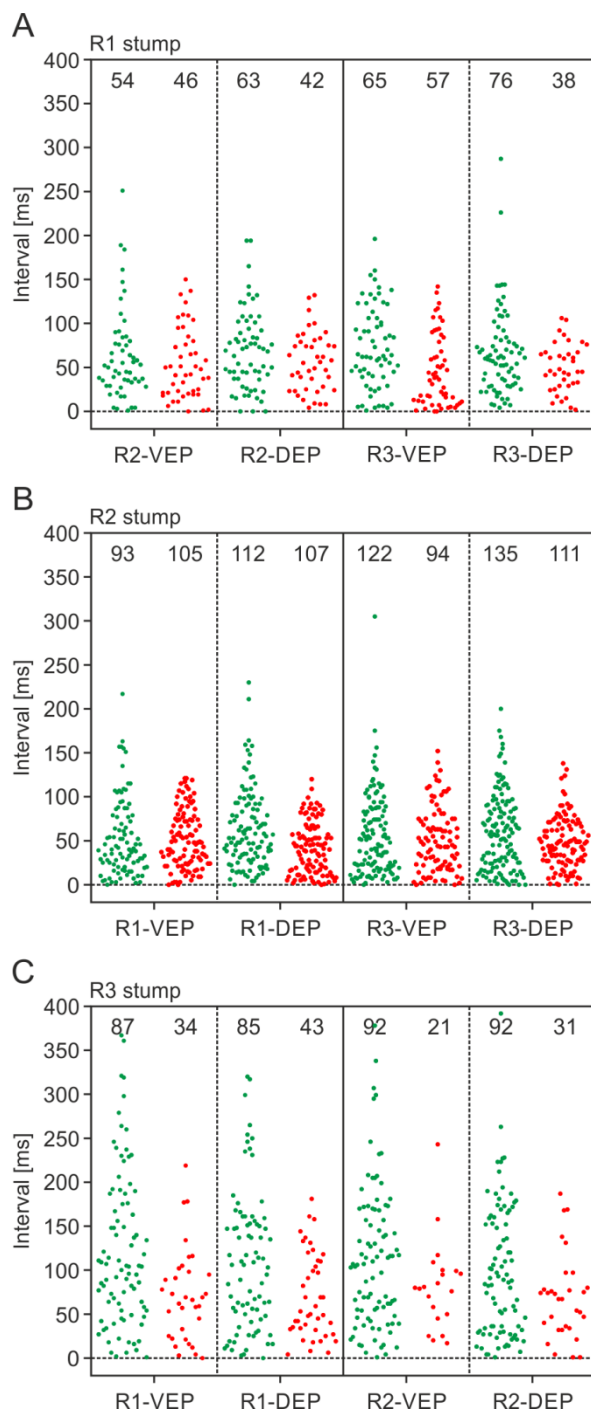 A
R1 stump
400
350
300
250
200
150
100
50
0
Interval [ms]
54 46 63 42 65 57 76 38
R2-VEP R2-DEP R3-VEP R3-DEP
B
R2 stump
400
350
300
250
200
150
100
50
0
Interval [ms]
93 105 112 107 122 94 135 111
R1-VEP R1-DEP R3-VEP R3-DEP
C
R3 stump
400
350
300
250
200
150
100
50
0
Interval [ms]
87 34 85 43 92 21 92 31
R1-VEP R1-DEP R2-VEP R2-DEP